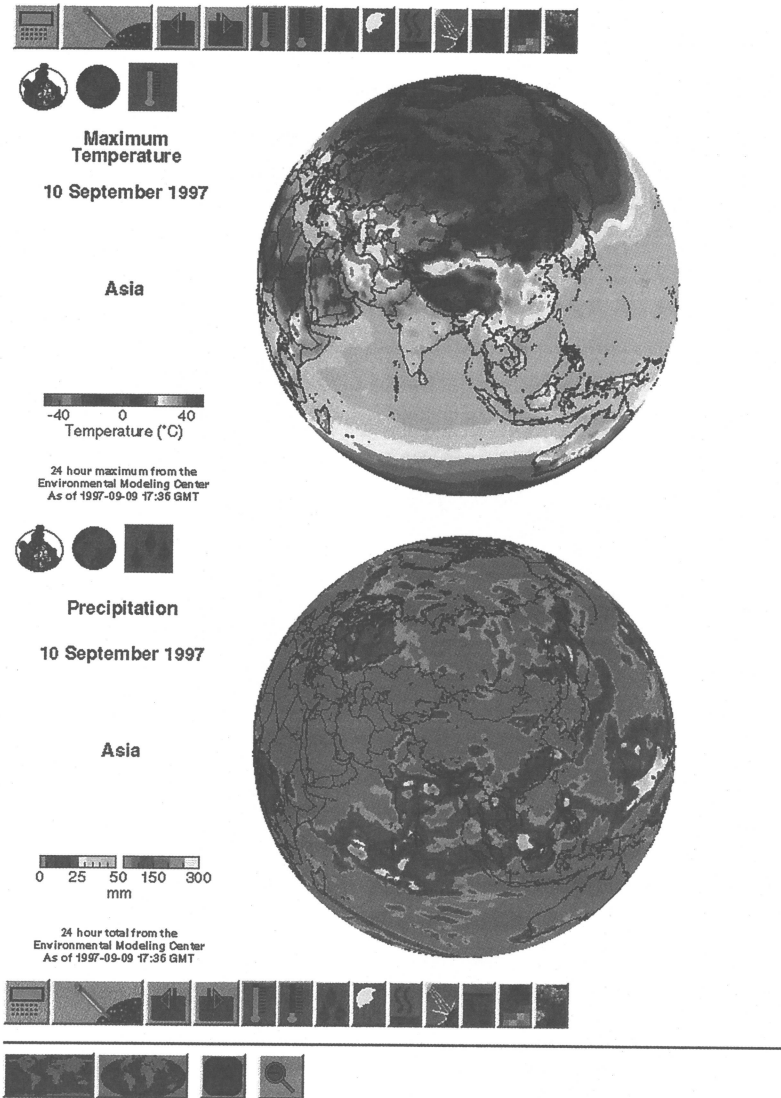 Maximum
Temperature
10 September 1997
Asia
-40 0 40
Temperature (°C)
24 hour maximum from the
Environmental Modeling Center
As of 1997-09-09 17:36 GMT
Precipitation
10 September 1997
Asia
0 25 50 150 300
mm
24 hour total from the
Environmental Modeling Center
As of 1997-09-09 17:36 GMT